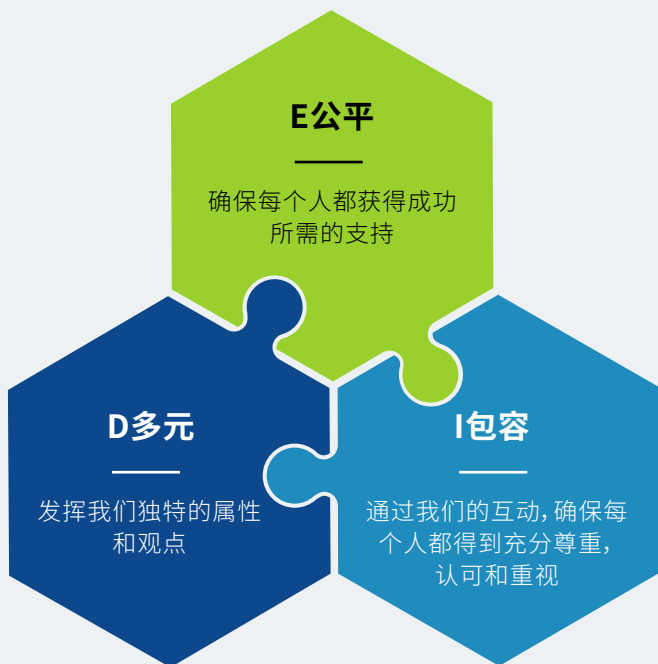 E公平
确保每个人都获得成功
所需的支持
D多元
发挥我们独特的属性
和观点
I包容
通过我们的互动,确保每
个人都得到充分尊重,
认可和重视